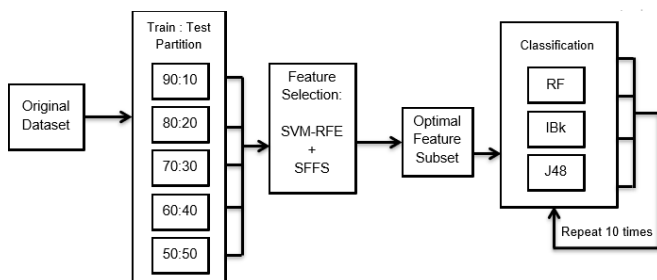 Original
Dataset
Train : Test
Partition
90:10
80:20
70:30
60:40
50:50
Feature
Selection:
SVM-RFE
+
SFFS
Optimal
Feature
Subset
Classification
RF
IBk
J48
Repeat 10 times